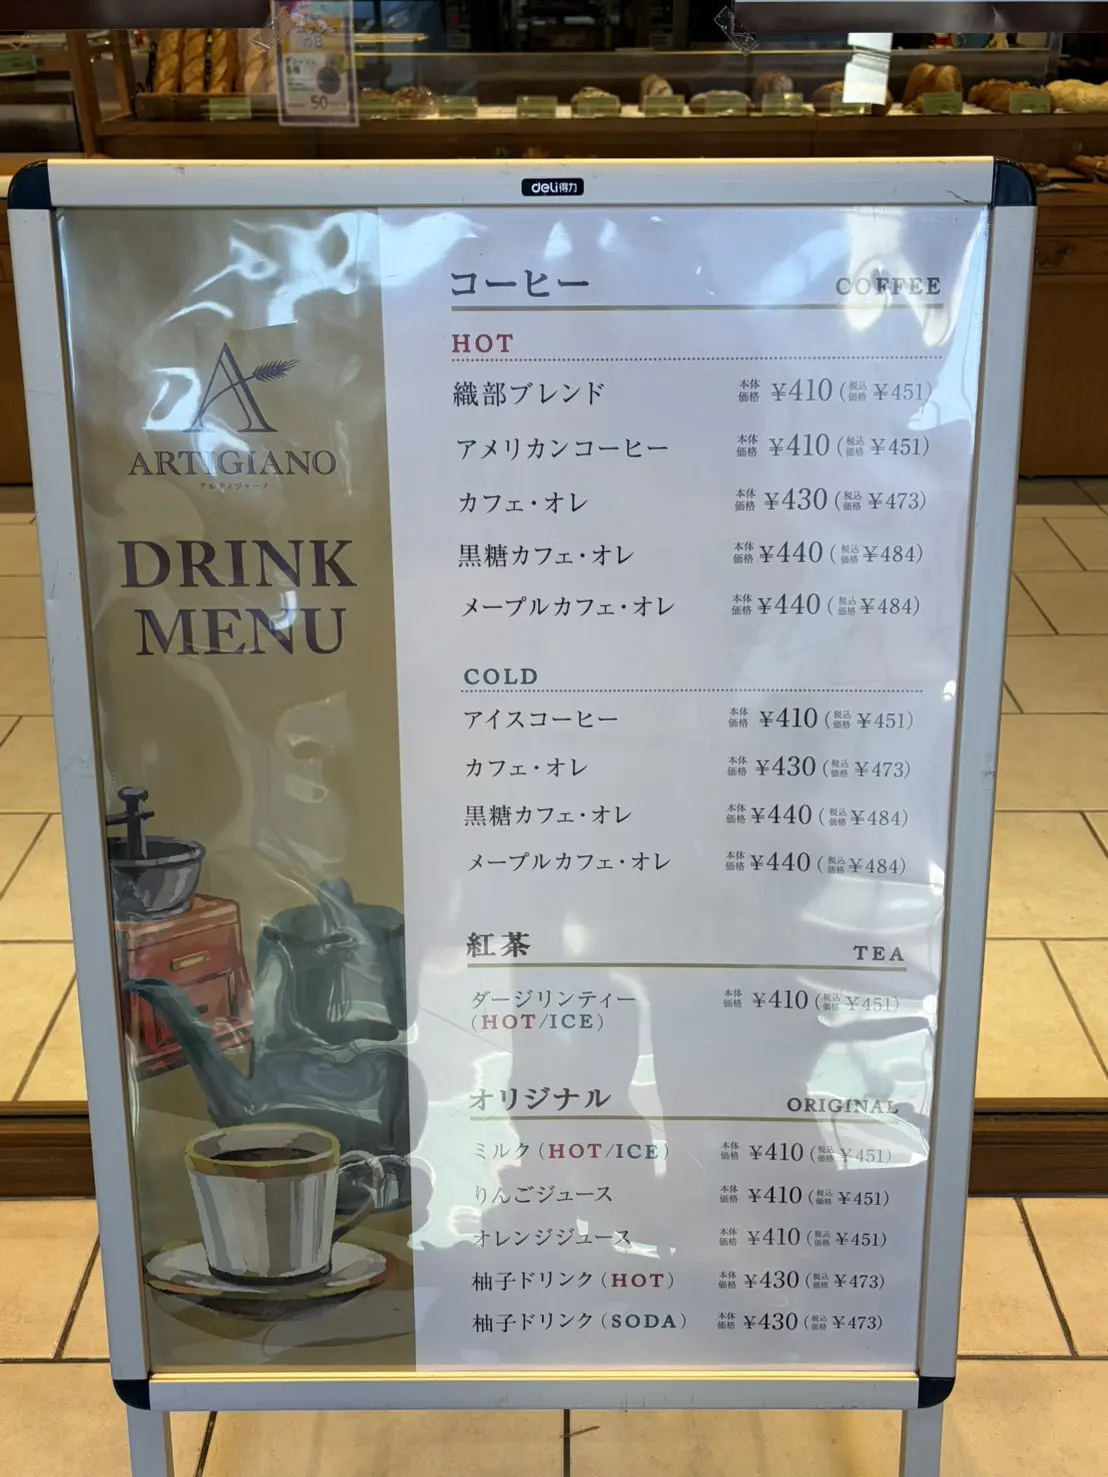 50
deli得力
ARTIGIANO
アルティジャーノ
DRINK
MENU
コーヒー COFFEE
HOT
織部ブレンド 本体価格 ¥410 (税込価格 ¥451)
アメリカンコーヒー 本体価格 ¥410 (税込価格 ¥451)
カフェ・オレ 本体価格 ¥430 (税込価格 ¥473)
黒糖カフェ・オレ 本体価格 ¥440 (税込価格 ¥484)
メープルカフェ・オレ 本体価格 ¥440 (税込価格 ¥484)
COLD
アイスコーヒー 本体価格 ¥410 (税込価格 ¥451)
カフェ・オレ 本体価格 ¥430 (税込価格 ¥473)
黒糖カフェ・オレ 本体価格 ¥440 (税込価格 ¥484)
メープルカフェ・オレ 本体価格 ¥440 (税込価格 ¥484)
紅茶 TEA
ダージリンティー 本体価格 ¥410 (税込価格 ¥451)
(HOT/ICE)
オリジナル ORIGINAL
ミルク (HOT/ICE) 本体価格 ¥410 (税込価格 ¥451)
りんごジュース 本体価格 ¥410 (税込価格 ¥451)
オレンジジュース 本体価格 ¥410 (税込価格 ¥451)
柚子ドリンク (HOT) 本体価格 ¥430 (税込価格 ¥473)
柚子ドリンク (SODA) 本体価格 ¥430 (税込価格 ¥473)